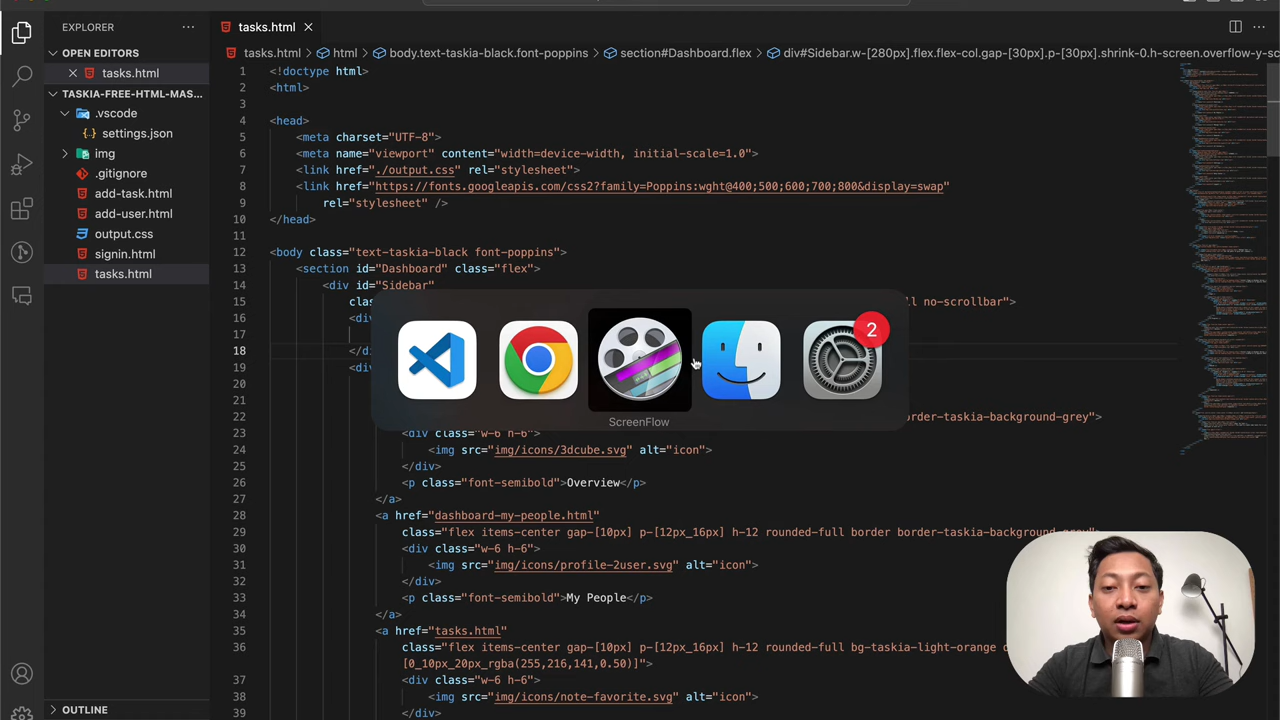 EXPLORER
OPEN EDITORS
tasks.html
TASKIA-FREE-HTML-MAS...
.vscode
settings.json
img
.gitignore
add-task.html
add-user.html
output.css
signin.html
tasks.html
OUTLINE
tasks.html
tasks.html html body.text-taskia-black.font-poppins section#Dashboard.flex div#Sidebar.w-[280px].flex.flex-col.gap-[30px].p-[30px].shrink-0.h-screen.overflow-y-sc
1 <!doctype html>
2 <html>
3
4 <head>
5 <meta charset="UTF-8">
6 <meta name="viewport" content="width=device-width, initial-scale=1.0">
7 <link href="./output.css" rel="stylesheet">
8 <link href="https://fonts.googleapis.com/css2?family=Poppins:wght@400;500;600;700;800&display=swap"
9 rel="stylesheet" />
10 </head>
11
12 <body class="text-taskia-black font-poppins">
13 <section id="Dashboard" class="flex">
14 <div id="Sidebar"
15 no-scrollbar">
16 <div
17
18 </di
19 <div
20
21
22 border-taskia-background-grey">
23 <div class="w-6 h-6">
24 <img src="img/icons/3dcube.svg" alt="icon">
25 </div>
26 <p class="font-semibold">Overview</p>
27 </a>
28 <a href="dashboard-my-people.html"
29 class="flex items-center gap-[10px] p-[12px_16px] h-12 rounded-full border border-taskia-background-grey">
30 <div class="w-6 h-6">
31 <img src="img/icons/profile-2user.svg" alt="icon">
32 </div>
33 <p class="font-semibold">My People</p>
34 </a>
35 <a href="tasks.html"
36 class="flex items-center gap-[10px] p-[12px_16px] h-12 rounded-full bg-taskia-light-orange
[0_10px_20px_rgba(255,216,141,0.50)]">
37 <div class="w-6 h-6">
38 <img src="img/icons/note-favorite.svg" alt="icon">
39 </div>
2
ScreenFlow